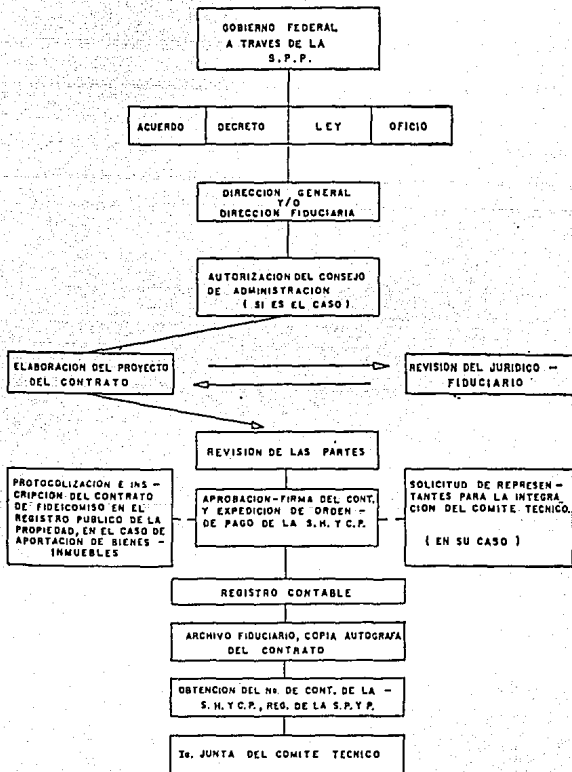 GOBIERNO FEDERAL
A TRAVES DE LA
S.P.P.
ACUERDO DECRETO LEY OFICIO
DIRECCION GENERAL
Y/O
DIRECCION FIDUCIARIA
AUTORIZACION DEL CONSEJO
DE ADMINISTRACION
( SI ES EL CASO )
ELABORACION DEL PROYECTO
DEL CONTRATO
REVISION DEL JURIDICO -
FIDUCIARIO
REVISION DE LAS PARTES
PROTOCOLIZACION E INS -
CRIPCION DEL CONTRATO
DE FIDEICOMISO EN EL
REGISTRO PUBLICO DE LA
PROPIEDAD, EN EL CASO DE
APORTACION DE BIENES -
INMUEBLES
APROBACION-FIRMA DEL CONT.
Y EXPEDICION DE ORDEN -
DE PAGO DE LA S.H. Y C.P.
SOLICITUD DE REPRESEN-
TANTES PARA LA INTEGRA
CION DEL COMITE TECNICO.
( EN SU CASO )
REGISTRO CONTABLE
ARCHIVO FIDUCIARIO, COPIA AUTOGRAFA
DEL CONTRATO
OBTENCION DEL No. DE CONT. DE LA -
S.H. Y C.P., REG. DE LA S.P. Y P.
Ia. JUNTA DEL COMITE TECNICO